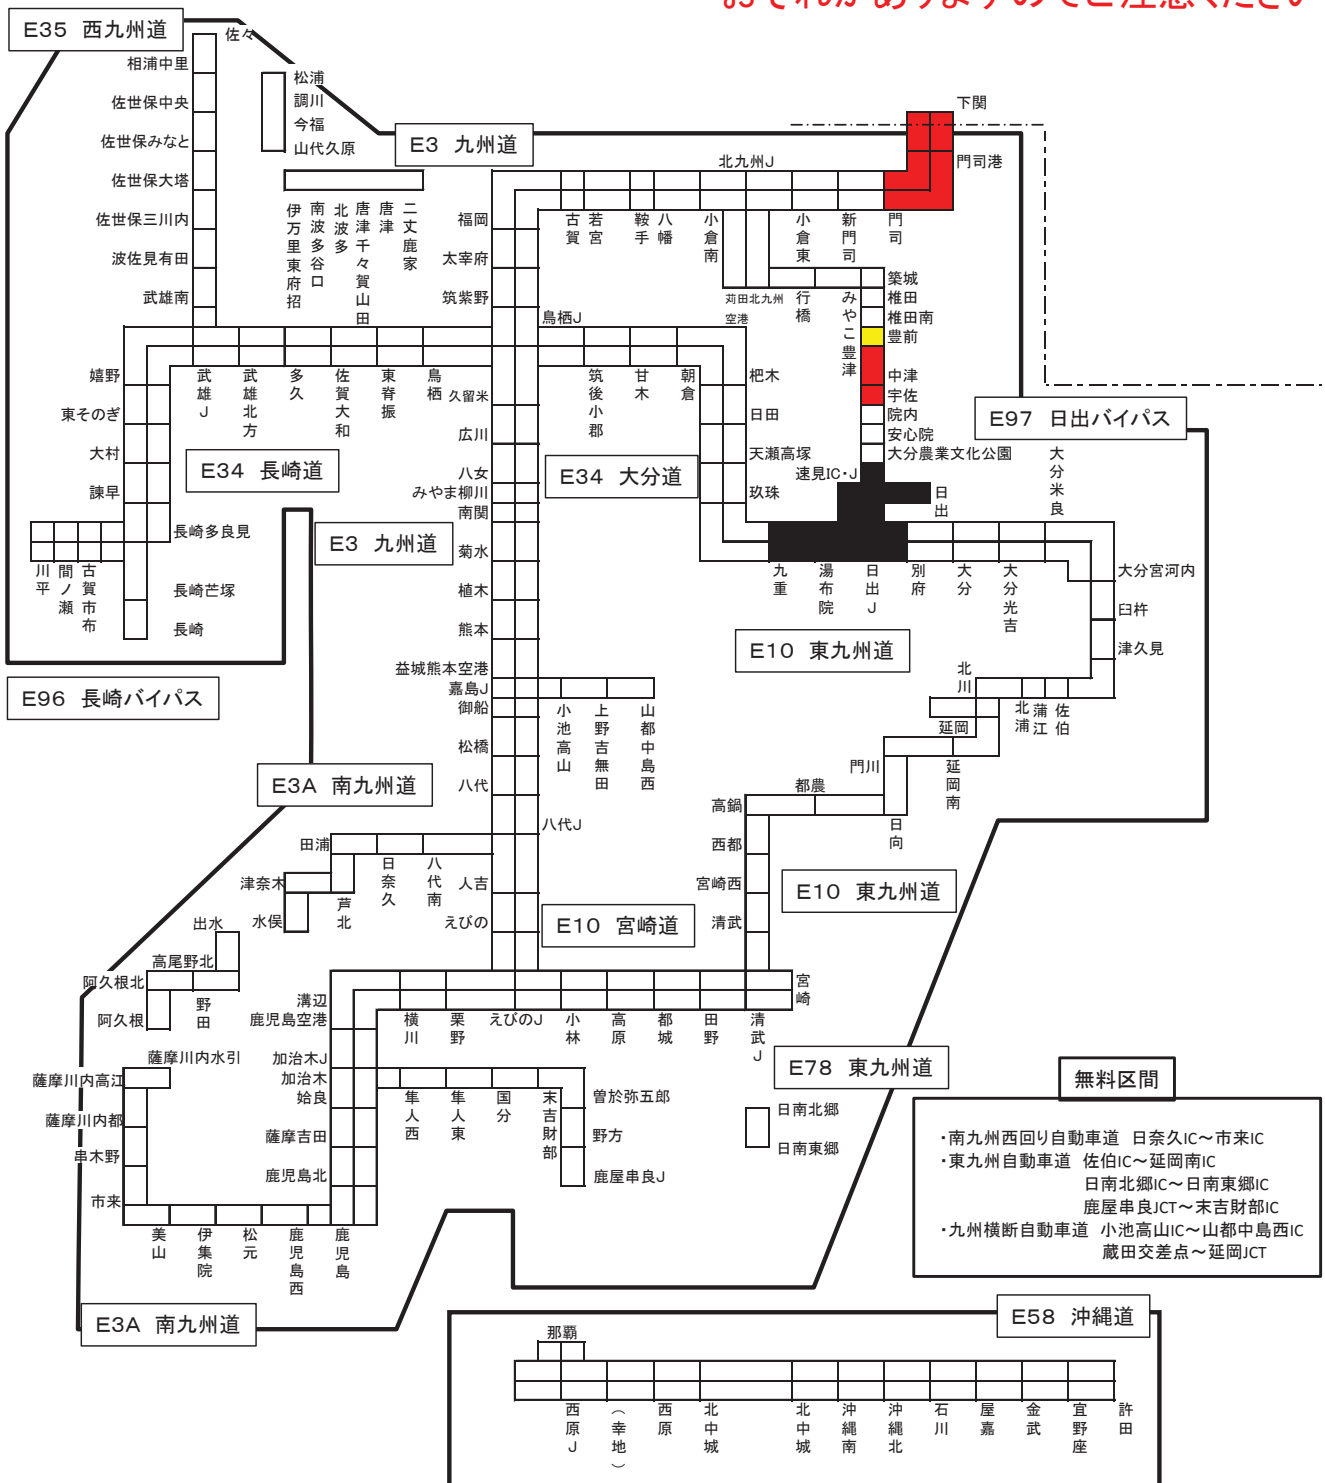 おそれがありますのでご注意ください
E35 西九州道
佐々
相浦中里
佐世保中央
佐世保みなと
佐世保大塔
佐世保三川内
波佐見有田
武雄南
松浦
調川
今福
山代久原
E3 九州道
伊万里東府招
南波多谷口
北波多
唐津千々賀山田
唐津
二丈鹿家
下関
門司港
北九州J
福岡
太宰府
筑紫野
古賀
若宮
鞍手
八幡
小倉南
小倉東
新門司
門司
苅田北九州
空港
行橋
みやこ豊津
築城
椎田
椎田南
豊前
中津
宇佐
院内
安心院
大分農業文化公園
速見IC・J
日出
鳥栖J
嬉野
東そのぎ
大村
諫早
武雄J
武雄北方
多久
佐賀大和
東脊振
鳥栖
久留米
広川
八女
みやま柳川
南関
菊水
植木
熊本
益城熊本空港
嘉島J
御船
松橋
八代
筑後小郡
甘木
朝倉
杷木
日田
天瀬高塚
玖珠
E34 長崎道
E34 大分道
E97 日出バイパス
大分米良
長崎多良見
川平
間ノ瀬
古賀市布
長崎芒塚
長崎
E3 九州道
九重
湯布院
日出J
別府
大分
大分光吉
大分宮河内
臼杵
津久見
E10 東九州道
E96 長崎バイパス
小池高山
上野吉無田
山都中島西
北川
北浦
蒲江
佐伯
延岡
延岡南
門川
都農
日向
高鍋
西都
宮崎西
清武
E3A 南九州道
八代J
田浦
日奈久
八代南
津奈木
芦北
水俣
人吉
えびの
E10 宮崎道
E10 東九州道
出水
高尾野北
阿久根北
野田
阿久根
溝辺
鹿児島空港
横川
栗野
えびのJ
小林
高原
都城
田野
清武J
宮崎
薩摩川内水引
薩摩川内高江
薩摩川内都
串木野
市来
加治木J
加治木
姶良
薩摩吉田
鹿児島北
隼人西
隼人東
国分
末吉財部
曽於弥五郎
野方
鹿屋串良J
E78 東九州道
日南北郷
日南東郷
美山
伊集院
松元
鹿児島西
鹿児島
E3A 南九州道
無料区間
・南九州西回り自動車道 日奈久IC～市来IC
・東九州自動車道 佐伯IC～延岡南IC
日南北郷IC～日南東郷IC
鹿屋串良JCT～末吉財部IC
・九州横断自動車道 小池高山IC～山都中島西IC
蔵田交差点～延岡JCT
E58 沖縄道
那覇
西原J
（幸地）
西原
北中城
北中城
沖縄南
沖縄北
石川
屋嘉
金武
宜野座
許田